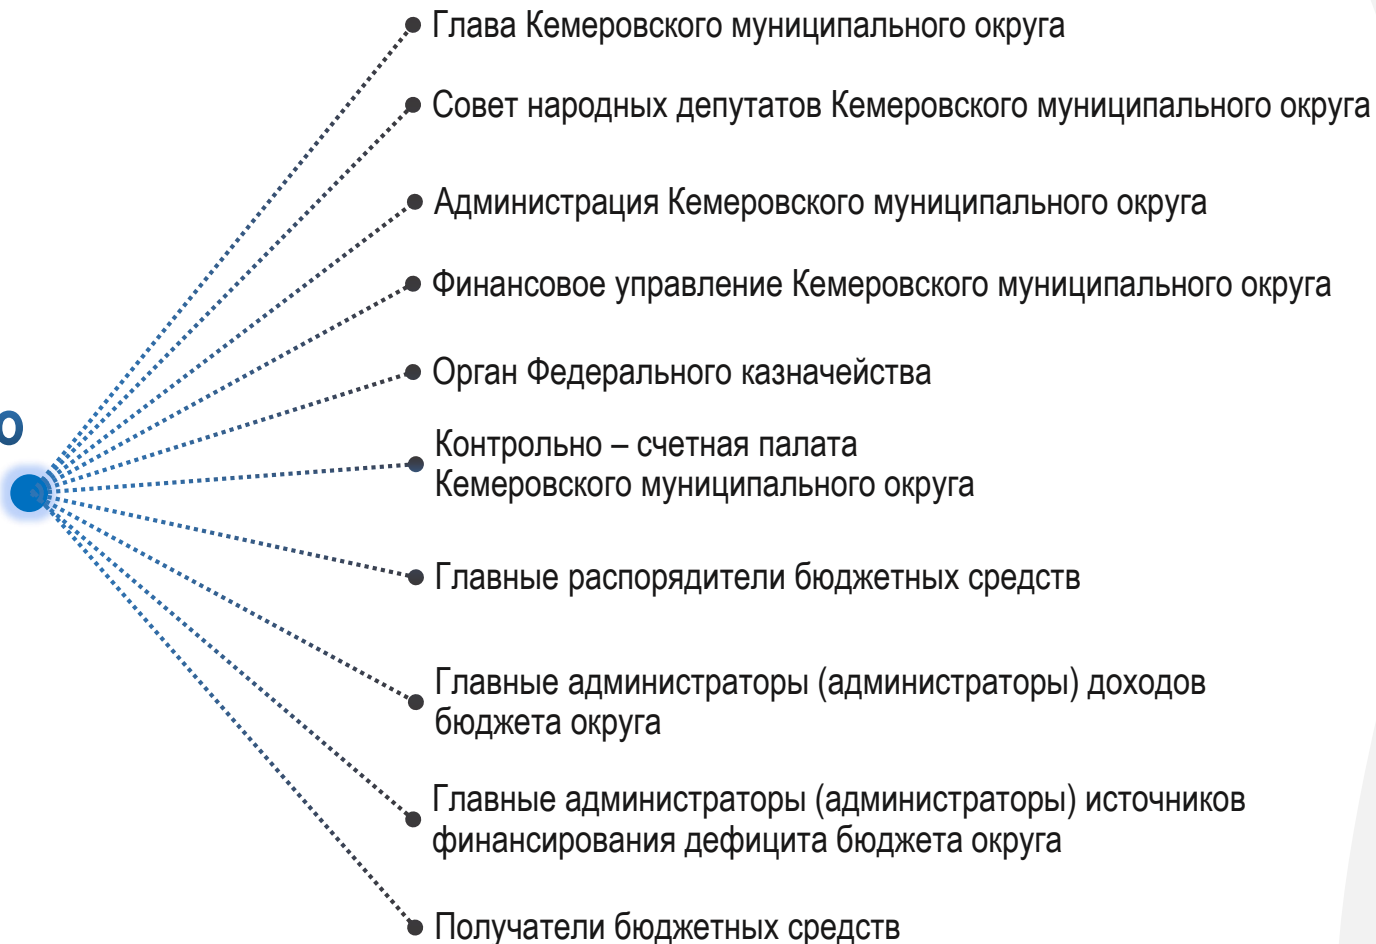 Глава Кемеровского муниципального округа
Совет народных депутатов Кемеровского муниципального округа
Администрация Кемеровского муниципального округа
Финансовое управление Кемеровского муниципального округа
Орган Федерального казначейства
Контрольно – счетная палата
Кемеровского муниципального округа
Главные распорядители бюджетных средств
Главные администраторы (администраторы) доходов
бюджета округа
Главные администраторы (администраторы) источников
финансирования дефицита бюджета округа
Получатели бюджетных средств